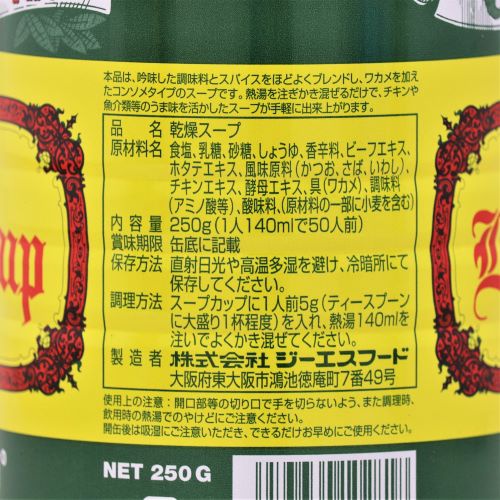 本品は、吟味した調味料とスパイスをほどよくブレンドし、ワカメを加え
たコンソメタイプのスープです。熱湯を注ぎかき混ぜるだけで、チキンや
魚介類等のうま味を活かしたスープが手軽に出来上がります。
品名 乾燥スープ
原材料名 食塩、乳糖、砂糖、しょうゆ、香辛料、ビーフエキス、
ホタテエキス、風味原料(かつお、さば、いわし)、
チキンエキス、酵母エキス、具(ワカメ)、調味料
(アミノ酸等)、酸味料、(原材料の一部に小麦を含む)
内容量 250g(1人140mlで50人前)
賞味期限 缶底に記載
保存方法 直射日光や高温多湿を避け、冷暗所にて
保存してください。
調理方法 スープカップに1人前5g(ティースプーン
に大盛り1杯程度)を入れ、熱湯140mlを
注いでよくかき混ぜてください。
製造者 株式会社 ジーエスフード
大阪府東大阪市鴻池徳庵町7番49号
使用上の注意:開口部等の切り口で手を切らないよう、また調理時、
飲用時の熱湯でのやけどにご注意ください。
開缶後は吸湿にご注意いただき、できるだけお早めにご使用ください。
NET 250 G